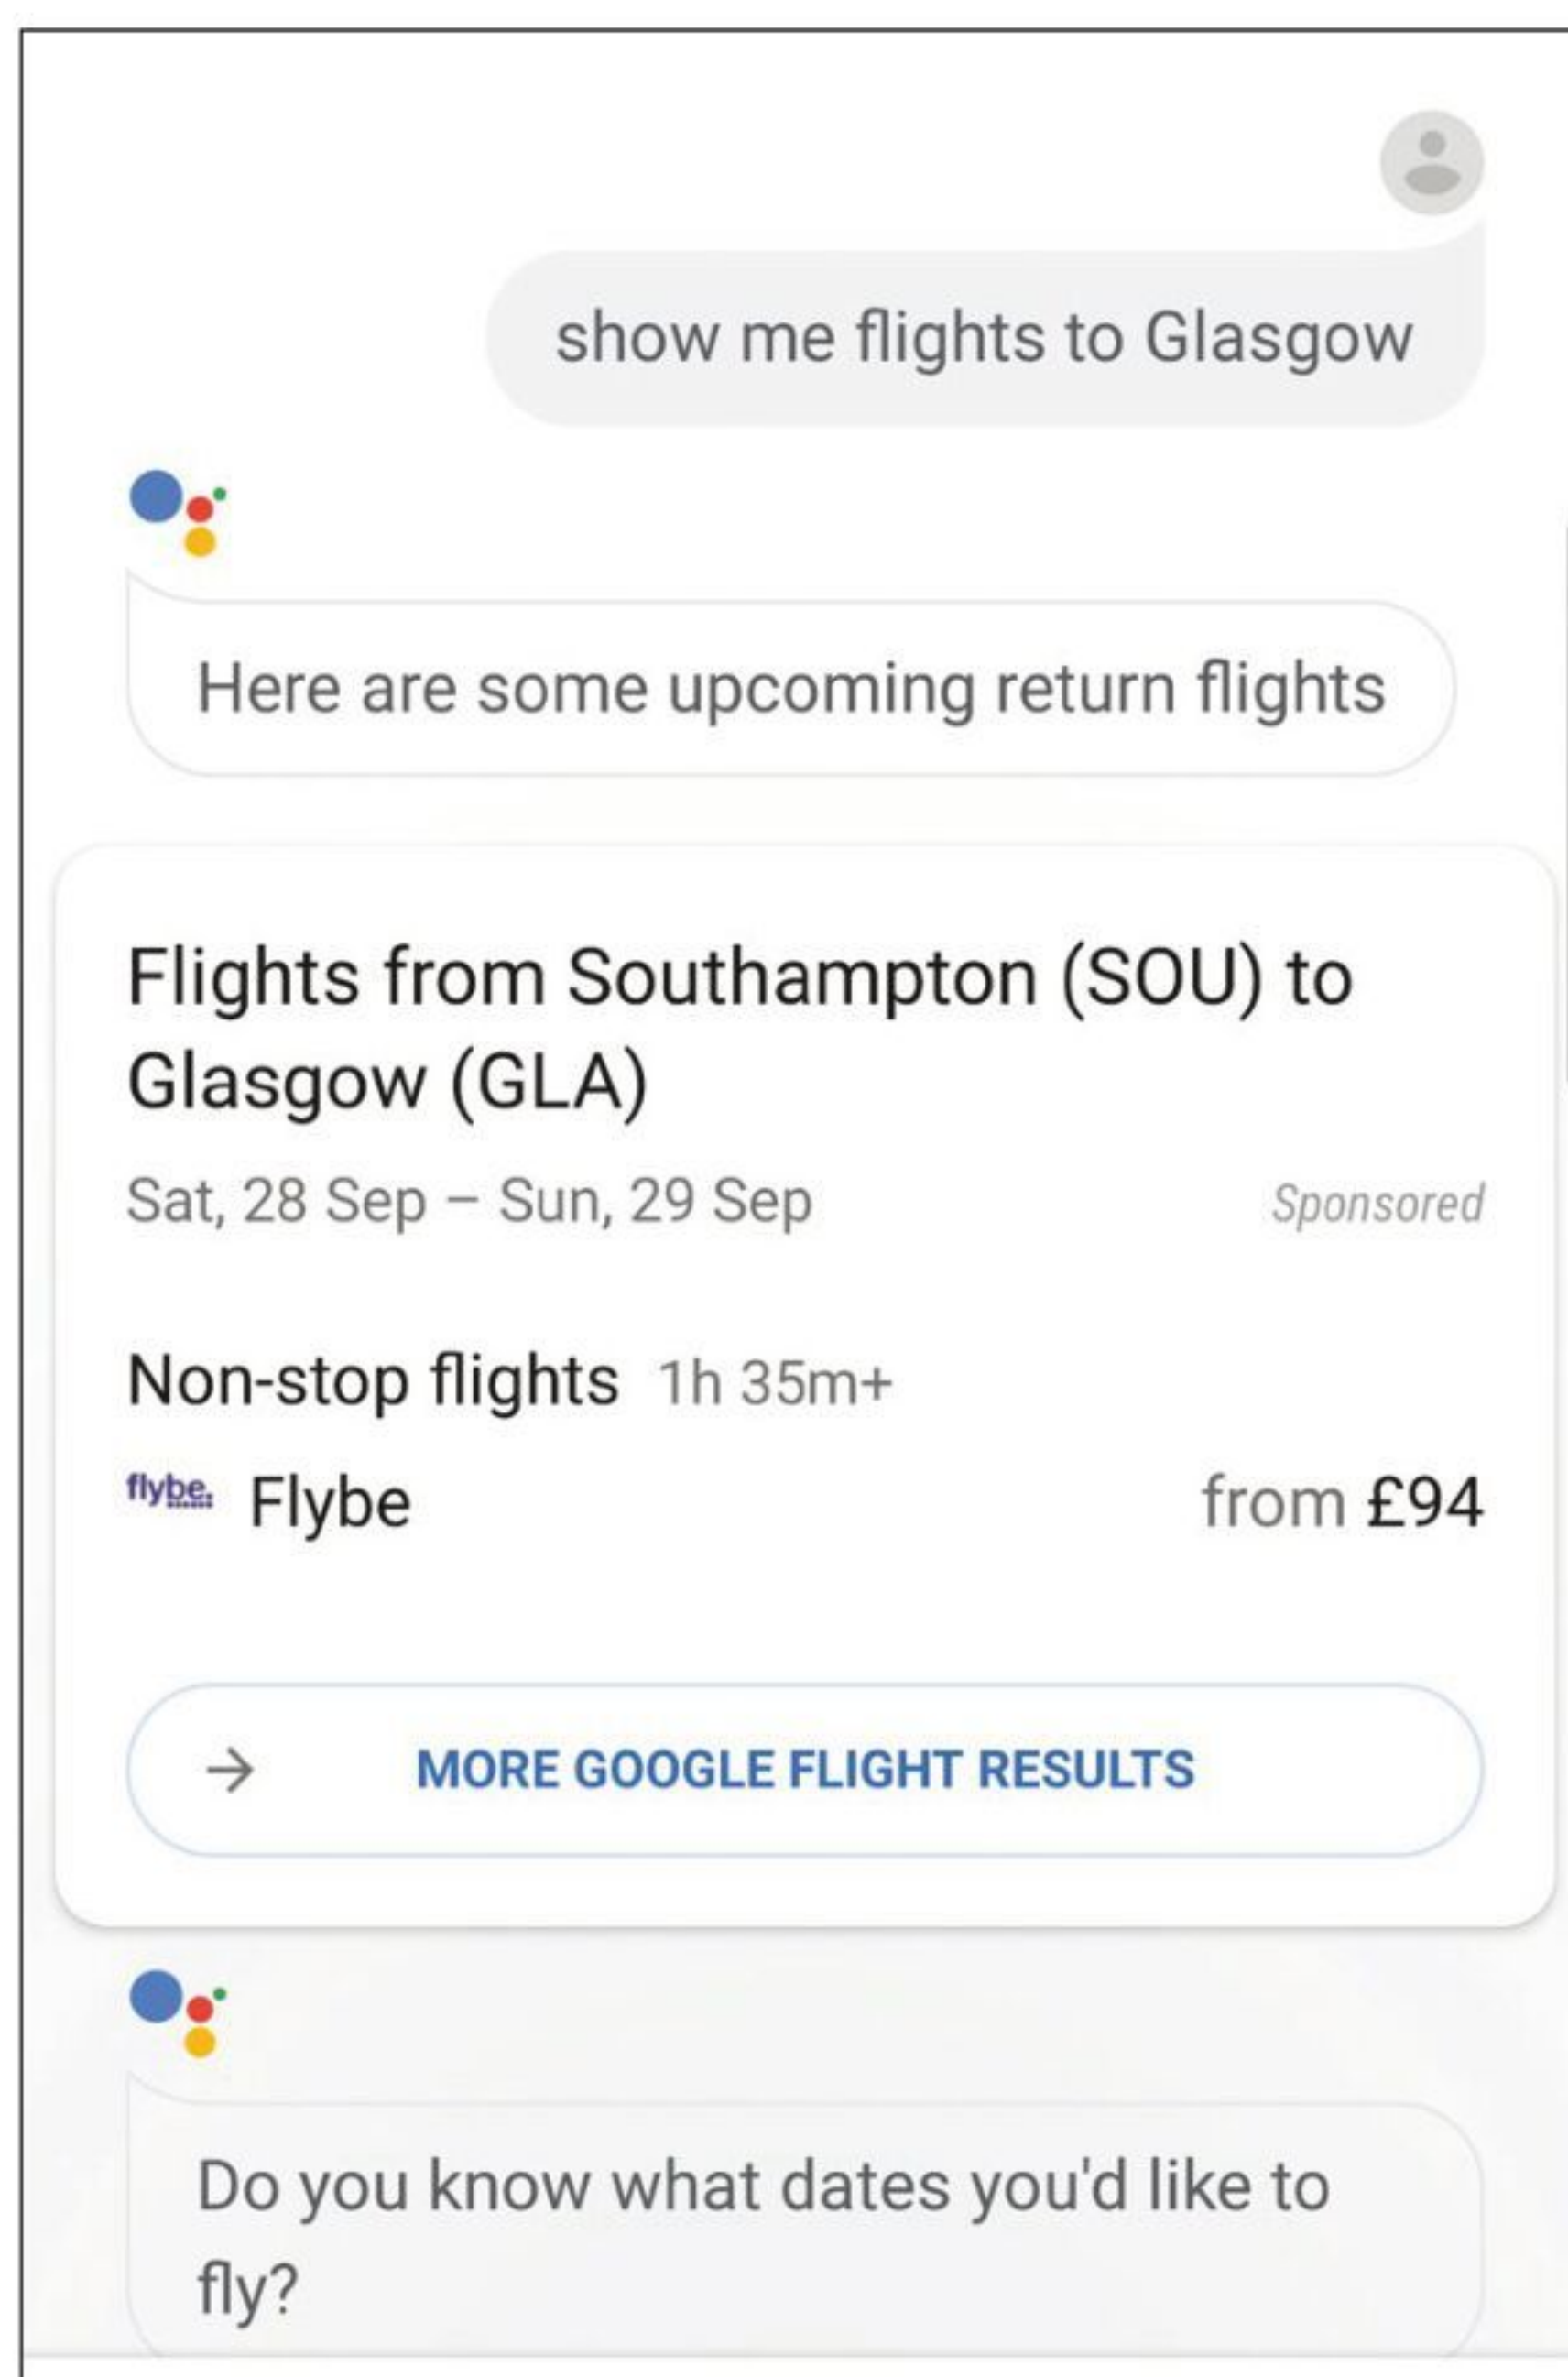 show me flights to Glasgow
Here are some upcoming return flights
Flights from Southampton (SOU) to
Glasgow (GLA)
Sat, 28 Sep – Sun, 29 Sep Sponsored
Non-stop flights 1h 35m+
flybe. Flybe from £94
→ MORE GOOGLE FLIGHT RESULTS
Do you know what dates you'd like to
fly?